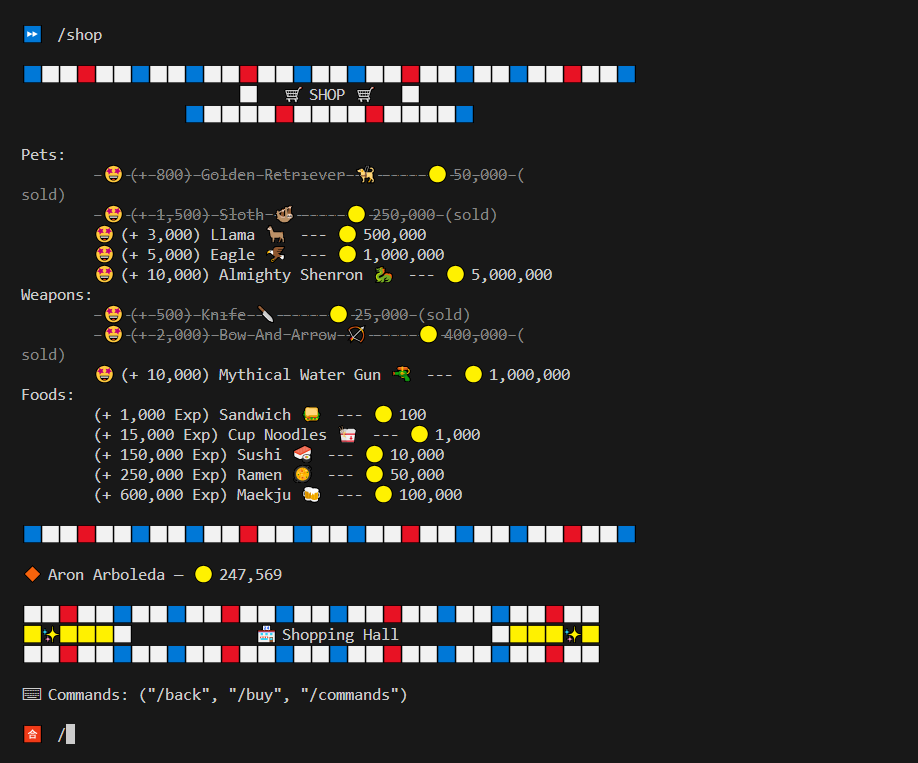 /shop
SHOP
Pets:
- (+ 800) Golden Retriever ----- 50,000 (
sold)
- (+ 1,500) Sloth ----- 250,000 (sold)
(+ 3,000) Llama --- 500,000
(+ 5,000) Eagle --- 1,000,000
(+ 10,000) Almighty Shenron --- 5,000,000
Weapons:
- (+ 500) Knife ----- 25,000 (sold)
- (+ 2,000) Bow And Arrow ----- 400,000 (
sold)
(+ 10,000) Mythical Water Gun --- 1,000,000
Foods:
(+ 1,000 Exp) Sandwich --- 100
(+ 15,000 Exp) Cup Noodles --- 1,000
(+ 150,000 Exp) Sushi --- 10,000
(+ 250,000 Exp) Ramen --- 50,000
(+ 600,000 Exp) Maekju --- 100,000
Aron Arboleda — 247,569
Shopping Hall
Commands: ("/back", "/buy", "/commands")
合 /